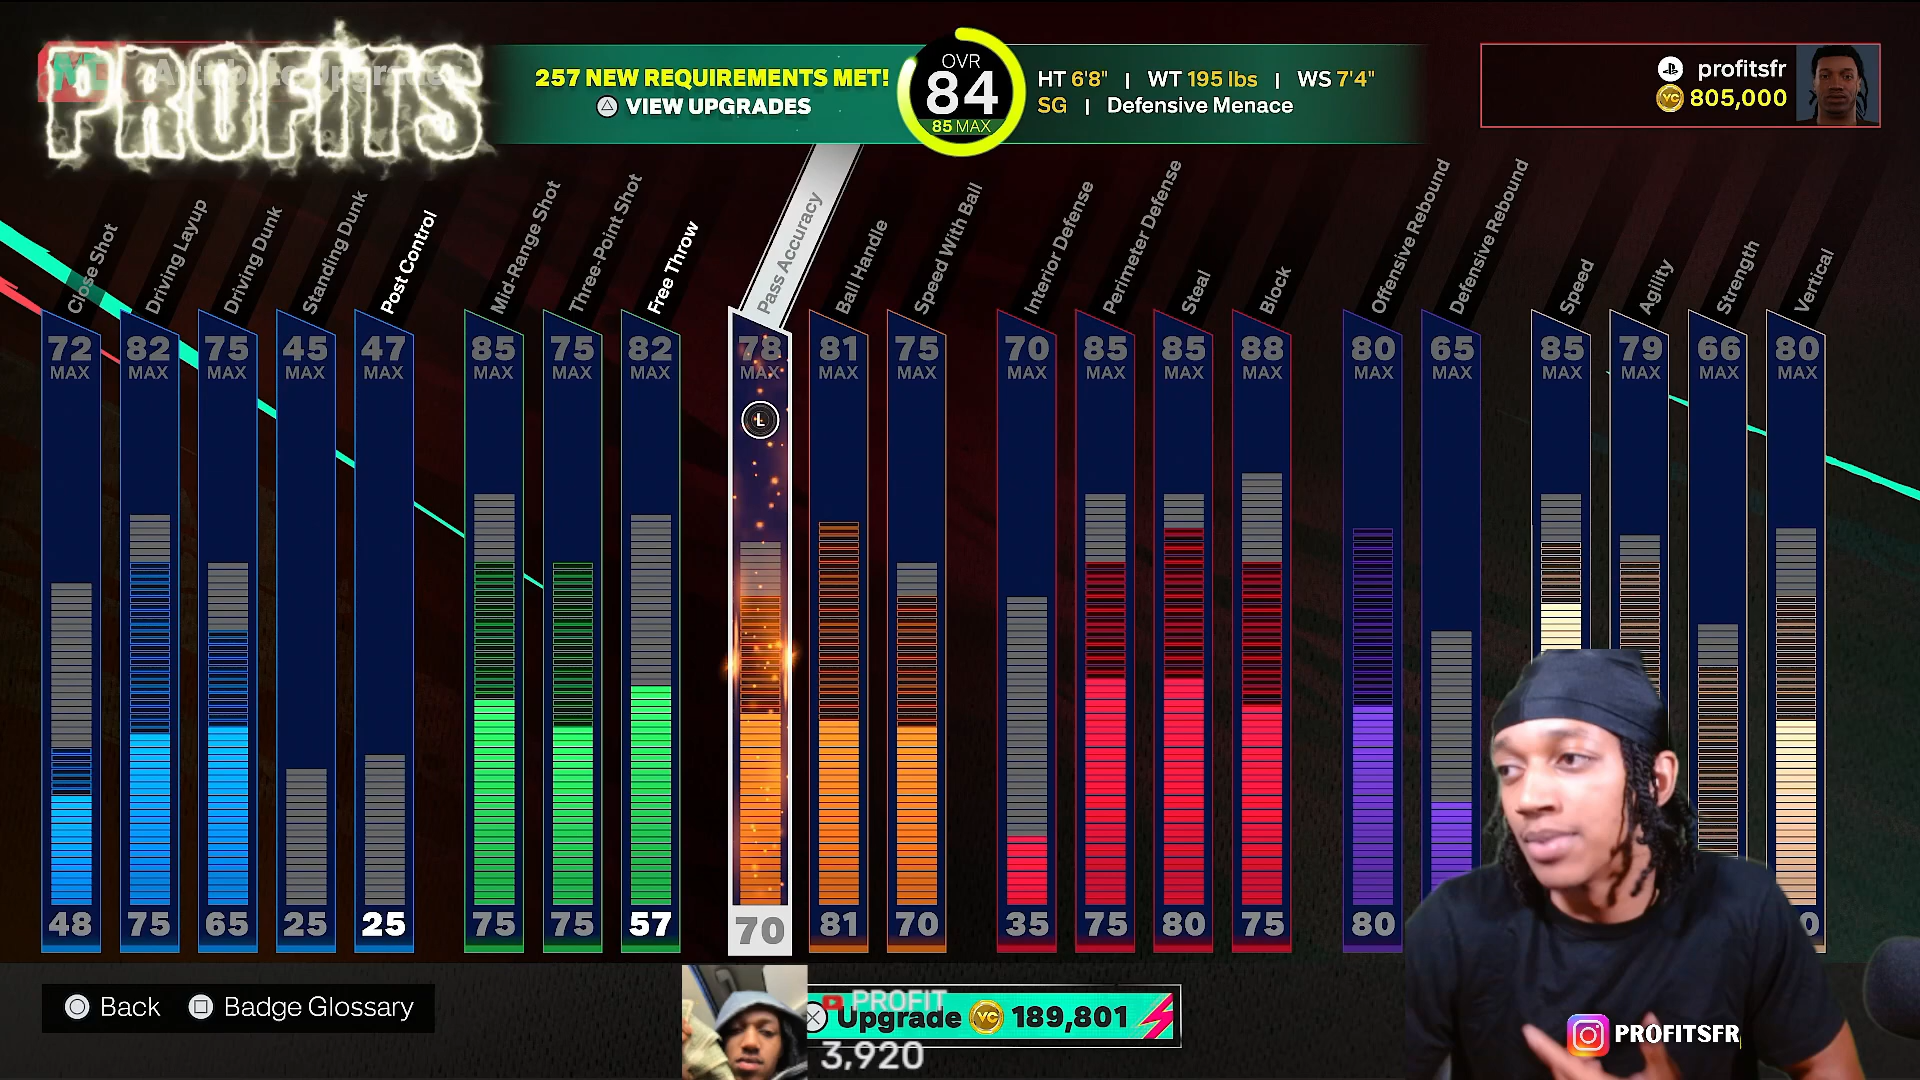 PROFITS
257 NEW REQUIREMENTS MET!
VIEW UPGRADES
OVR
84
85 MAX
HT 6'8" | WT 195 lbs | WS 7'4"
SG | Defensive Menace
profitsfr
VC 805,000
Close Shot
Driving Layup
Driving Dunk
Standing Dunk
Post Control
Mid-Range Shot
Three-Point Shot
Free Throw
Pass Accuracy
Ball Handle
Speed With Ball
Interior Defense
Perimeter Defense
Steal
Block
Offensive Rebound
Defensive Rebound
Speed
Agility
Strength
Vertical
72 82 75 45 47 85 75 82 78 81 75 70 85 85 88 80 65 85 79 66 80
MAX MAX MAX MAX MAX MAX MAX MAX MAX MAX MAX MAX MAX MAX MAX MAX MAX MAX MAX MAX MAX
L
48 75 65 25 25 75 75 57 70 81 70 35 75 80 75 80
Back Badge Glossary
PROFIT
Upgrade VC 189,801
3,920
PROFITSFR